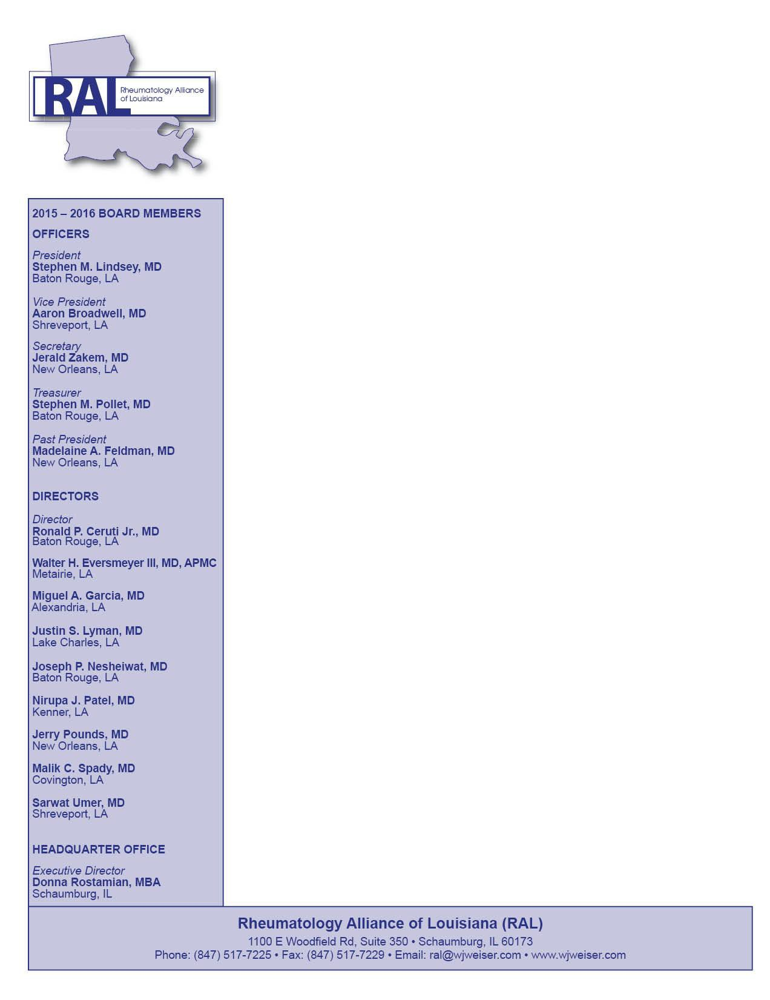 RAL
Rheumatology Alliance
of Louisiana
2015 – 2016 BOARD MEMBERS
OFFICERS
President
Stephen M. Lindsey, MD
Baton Rouge, LA
Vice President
Aaron Broadwell, MD
Shreveport, LA
Secretary
Jerald Zakem, MD
New Orleans, LA
Treasurer
Stephen M. Pollet, MD
Baton Rouge, LA
Past President
Madelaine A. Feldman, MD
New Orleans, LA
DIRECTORS
Director
Ronald P. Ceruti Jr., MD
Baton Rouge, LA
Walter H. Eversmeyer III, MD, APMC
Metairie, LA
Miguel A. Garcia, MD
Alexandria, LA
Justin S. Lyman, MD
Lake Charles, LA
Joseph P. Nesheiwat, MD
Baton Rouge, LA
Nirupa J. Patel, MD
Kenner, LA
Jerry Pounds, MD
New Orleans, LA
Malik C. Spady, MD
Covington, LA
Sarwat Umer, MD
Shreveport, LA
HEADQUARTER OFFICE
Executive Director
Donna Rostamian, MBA
Schaumburg, IL
Rheumatology Alliance of Louisiana (RAL)
1100 E Woodfield Rd, Suite 350 • Schaumburg, IL 60173
Phone: (847) 517-7225 • Fax: (847) 517-7229 • Email: ral@wjweiser.com • www.wjweiser.com